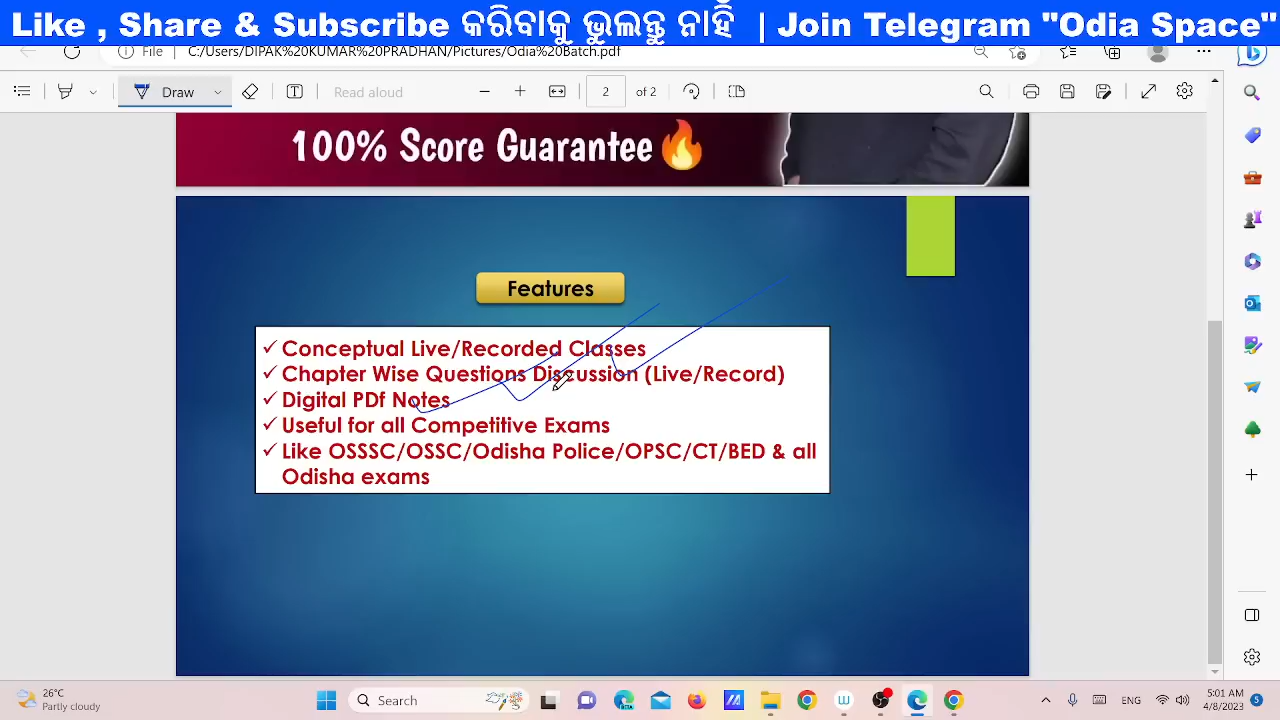 Like , Share & Subscribe କରିବାକୁ ଭୁଲନ୍ତୁ ନାହିଁ | Join Telegram "Odia Space"
File C:/Users/DIPAK%20KUMAR%20PRADHAN/Pictures/Odia%20Batch.pdf
Draw Read aloud 2 of 2
100% Score Guarantee🔥
Features
✓ Conceptual Live/Recorded Classes
✓ Chapter Wise Questions Discussion (Live/Record)
✓ Digital PDf Notes
✓ Useful for all Competitive Exams
✓ Like OSSSC/OSSC/Odisha Police/OPSC/CT/BED & all
Odisha exams
26°C
Partly cloudy
Search
ENG
5:01 AM
4/8/2023
5